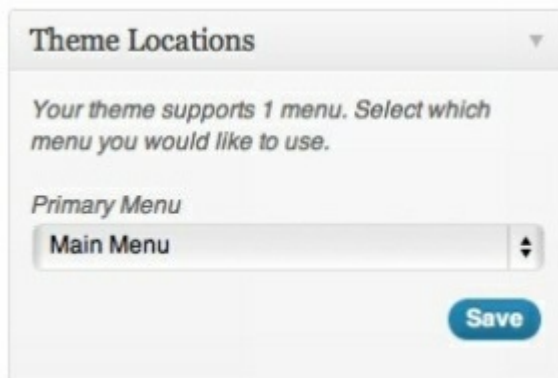 Theme Locations
Your theme supports 1 menu. Select which
menu you would like to use.
Primary Menu
Main Menu
Save